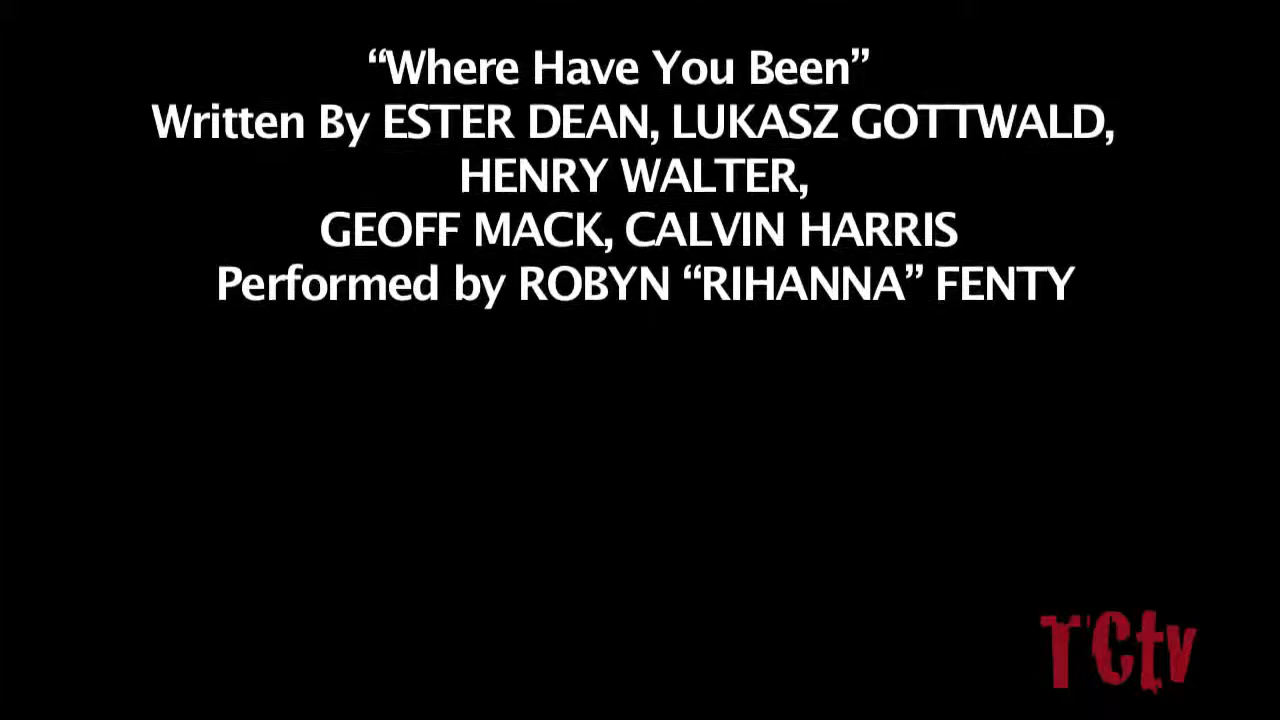 “Where Have You Been”
Written By ESTER DEAN, LUKASZ GOTTWALD,
HENRY WALTER,
GEOFF MACK, CALVIN HARRIS
Performed by ROBYN “RIHANNA” FENTY
TCtv